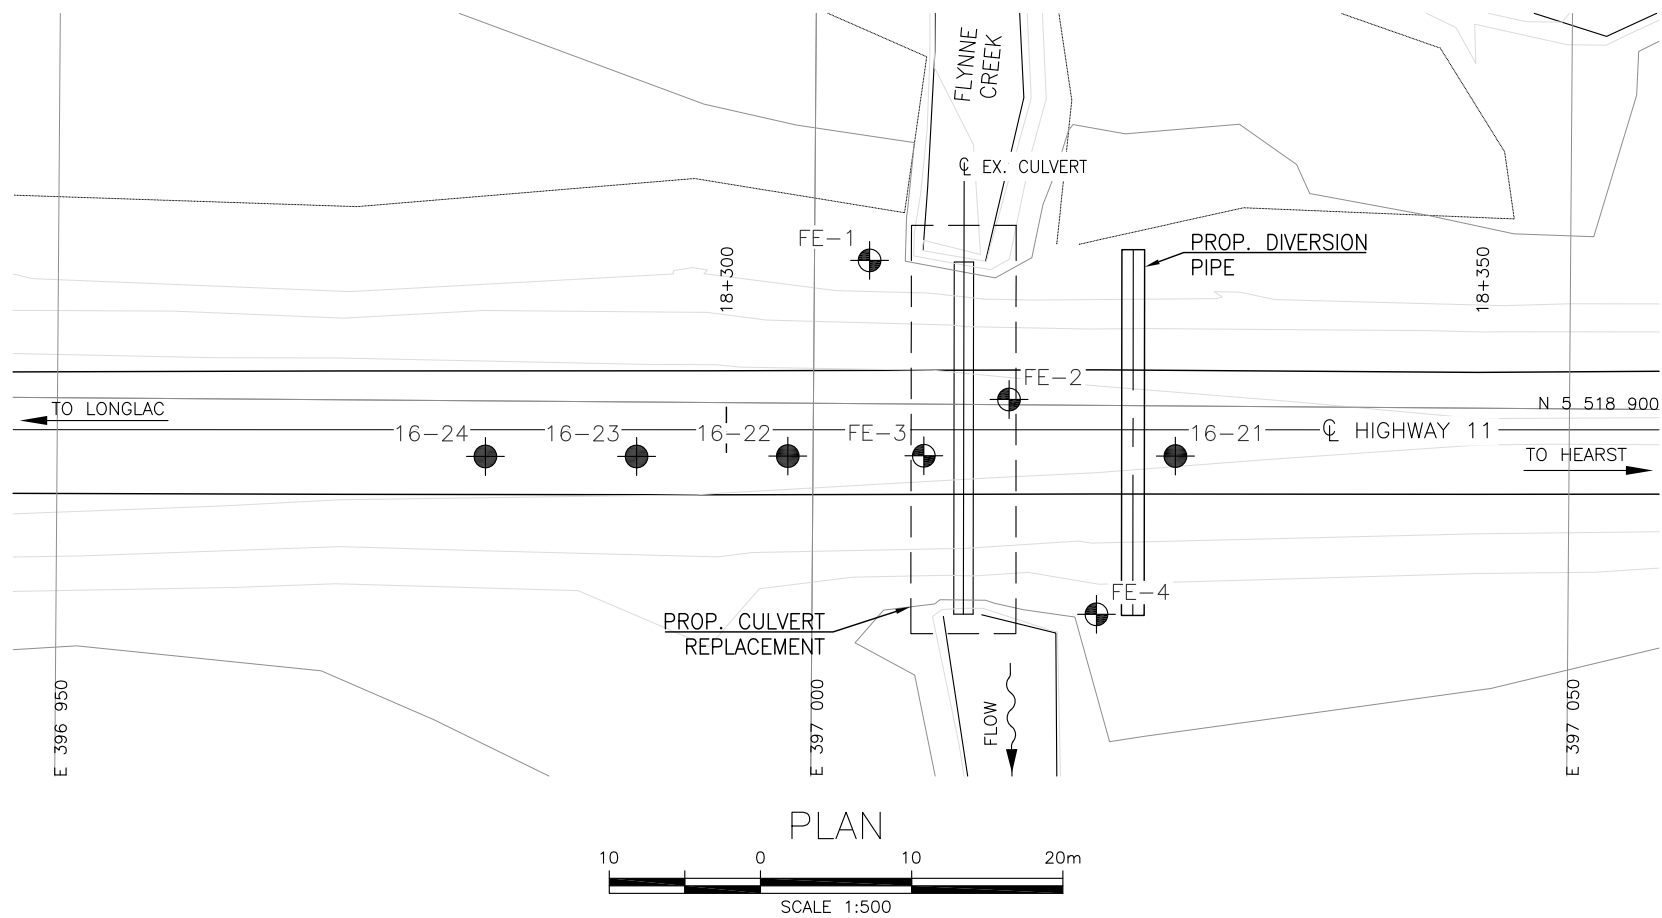 FLYNNE
CREEK
℄ EX. CULVERT
FE-1
PROP. DIVERSION
PIPE
18+300
18+350
FE-2
TO LONGLAC
N 5 518 900
16-24
16-23
16-22
FE-3
16-21
℄ HIGHWAY 11
TO HEARST
FE-4
PROP. CULVERT
REPLACEMENT
E 396 950
E 397 000
FLOW
E 397 050
PLAN
10 0 10 20m
SCALE 1:500